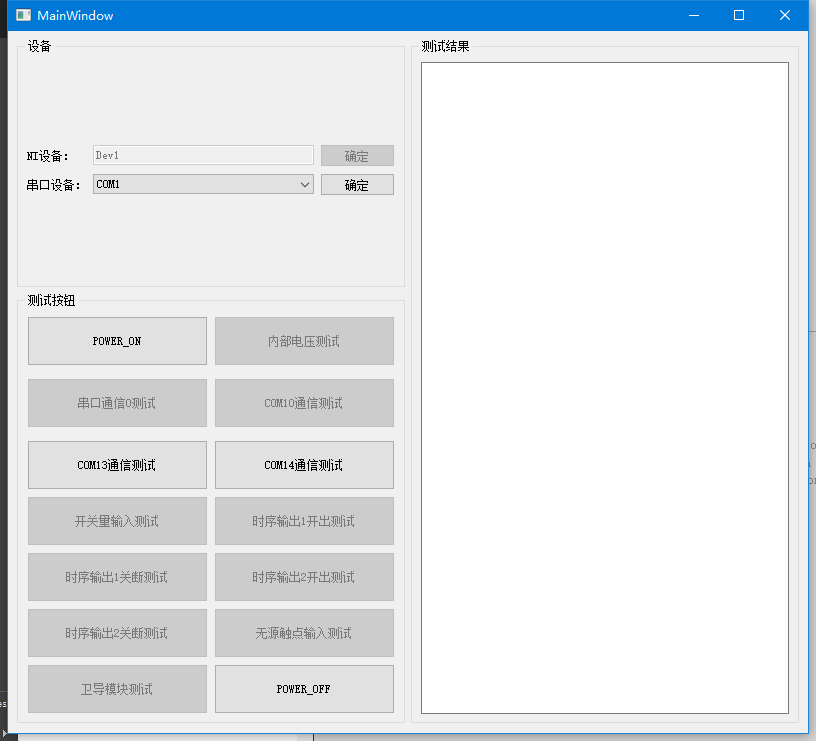 MainWindow
设备
NI设备：
Dev1
确定
串口设备：
COM1
确定
测试按钮
POWER_ON
内部电压测试
串口通信0测试
COM10通信测试
COM13通信测试
COM14通信测试
开关量输入测试
时序输出1开出测试
时序输出1关断测试
时序输出2开出测试
时序输出2关断测试
无源触点输入测试
卫导模块测试
POWER_OFF
测试结果